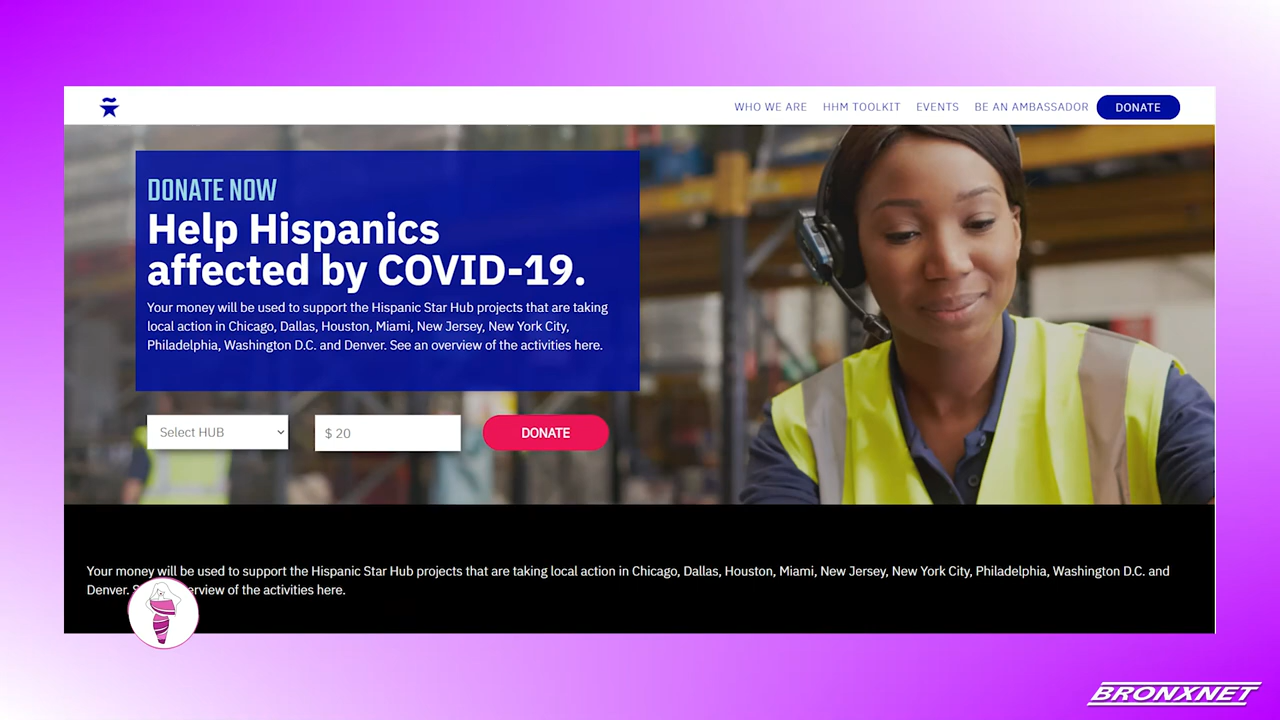 WHO WE ARE HHM TOOLKIT EVENTS BE AN AMBASSADOR DONATE
DONATE NOW
Help Hispanics
affected by COVID-19.
Your money will be used to support the Hispanic Star Hub projects that are taking
local action in Chicago, Dallas, Houston, Miami, New Jersey, New York City,
Philadelphia, Washington D.C. and Denver. See an overview of the activities here.
Select HUB $ 20 DONATE
Your money will be used to support the Hispanic Star Hub projects that are taking local action in Chicago, Dallas, Houston, Miami, New Jersey, New York City, Philadelphia, Washington D.C. and
Denver. of the activities here.
BRONXNET